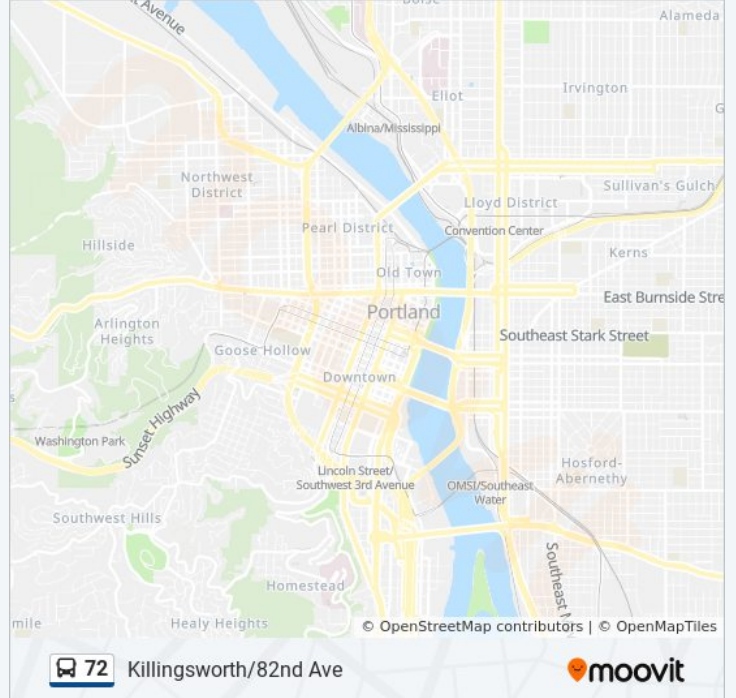 Avenue
Alameda
Eliot
Irvington
Albina/Mississippi
Northwest
District
Sullivan's Gulch
Lloyd District
Pearl District
Convention Center
Hillside
Kerns
Old Town
East Burnside Stre
Portland
Arlington
Heights
Southeast Stark Street
Goose Hollow
Downtown
Sunset Highway
Washington Park
Hosford-
Abernethy
Lincoln Street/
Southwest 3rd Avenue
OMSI/Southeast
Water
Southwest Hills
Southeast
Homestead
mile
Healy Heights
© OpenStreetMap contributors | © OpenMapTiles
72 Killingsworth/82nd Ave
moovit